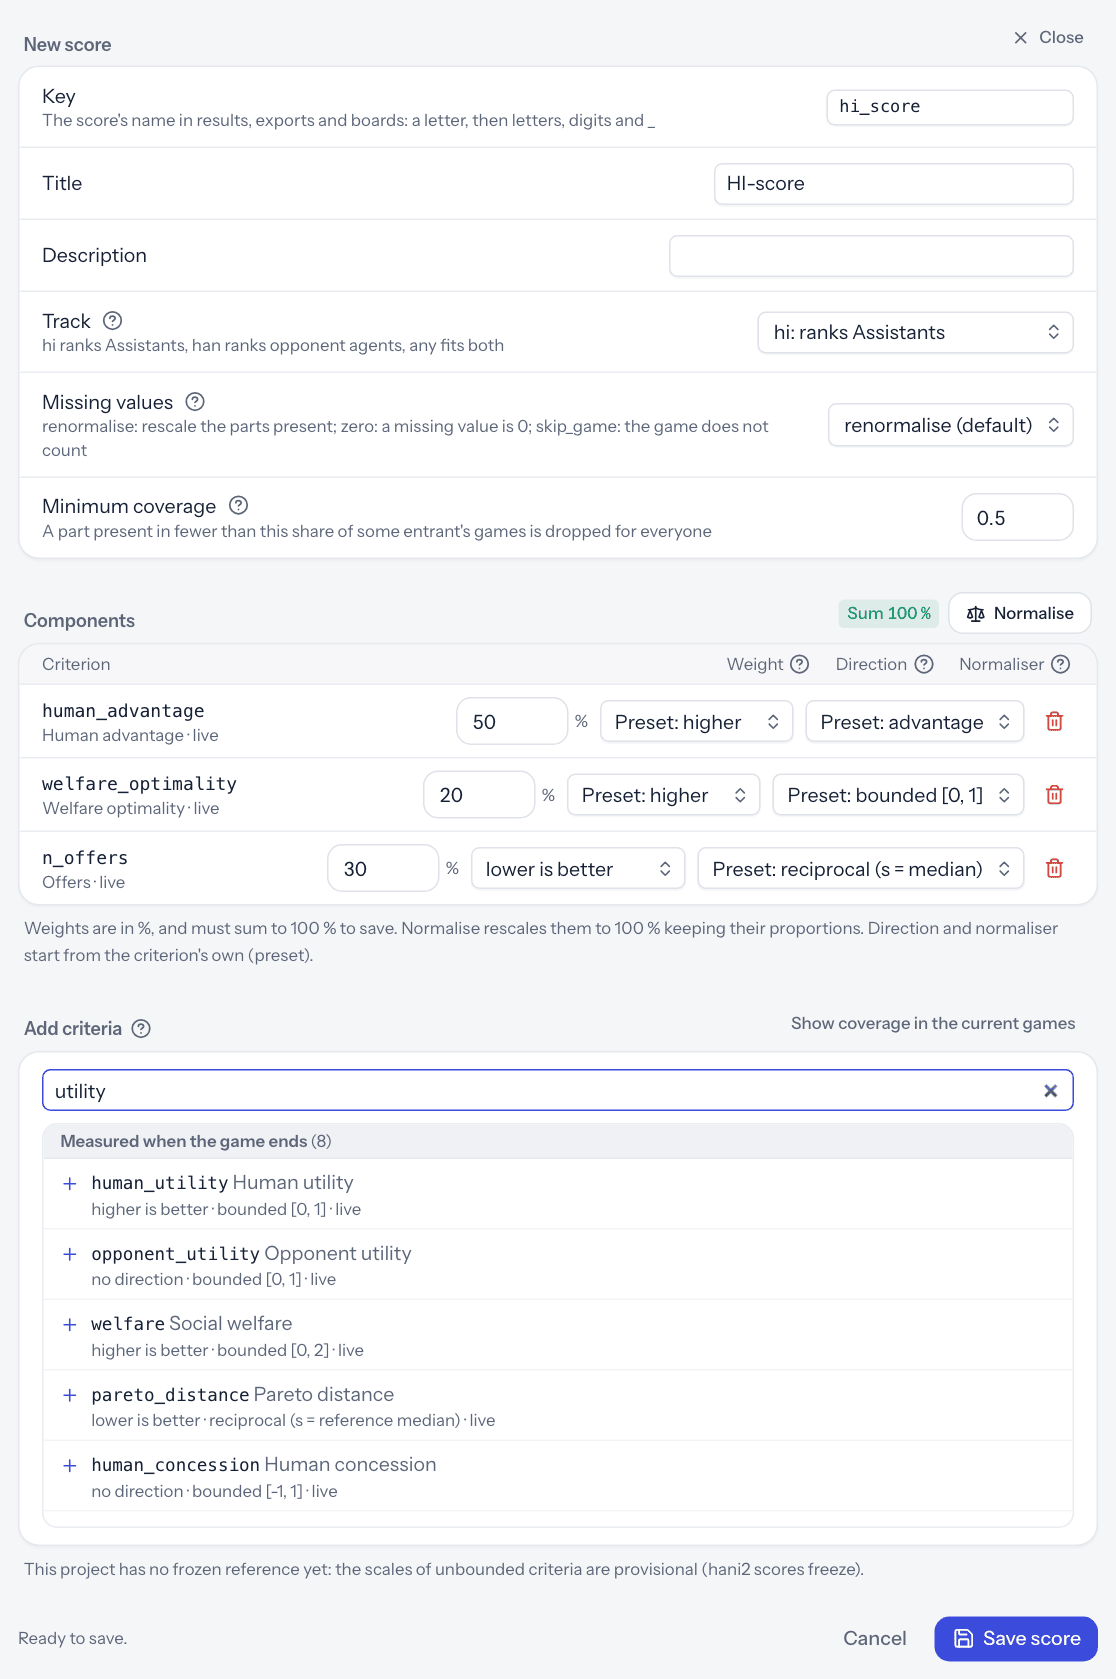 New score
Close
Key
The score's name in results, exports and boards: a letter, then letters, digits and _
hi_score
Title
HI-score
Description
Track
hi ranks Assistants, han ranks opponent agents, any fits both
hi: ranks Assistants
Missing values
renormalise: rescale the parts present; zero: a missing value is 0; skip_game: the game does not
count
renormalise (default)
Minimum coverage
A part present in fewer than this share of some entrant's games is dropped for everyone
0.5
Components
Sum 100 %
Normalise
Criterion
Weight
Direction
Normaliser
human_advantage
Human advantage · live
50 %
Preset: higher
Preset: advantage
welfare_optimality
Welfare optimality · live
20 %
Preset: higher
Preset: bounded [0, 1]
n_offers
Offers · live
30 %
lower is better
Preset: reciprocal (s = median)
Weights are in %, and must sum to 100 % to save. Normalise rescales them to 100 % keeping their proportions. Direction and normaliser
start from the criterion's own (preset).
Add criteria
Show coverage in the current games
utility
Measured when the game ends (8)
human_utility Human utility
higher is better · bounded [0, 1] · live
opponent_utility Opponent utility
no direction · bounded [0, 1] · live
welfare Social welfare
higher is better · bounded [0, 2] · live
pareto_distance Pareto distance
lower is better · reciprocal (s = reference median) · live
human_concession Human concession
no direction · bounded [-1, 1] · live
This project has no frozen reference yet: the scales of unbounded criteria are provisional (hani2 scores freeze).
Ready to save.
Cancel
Save score